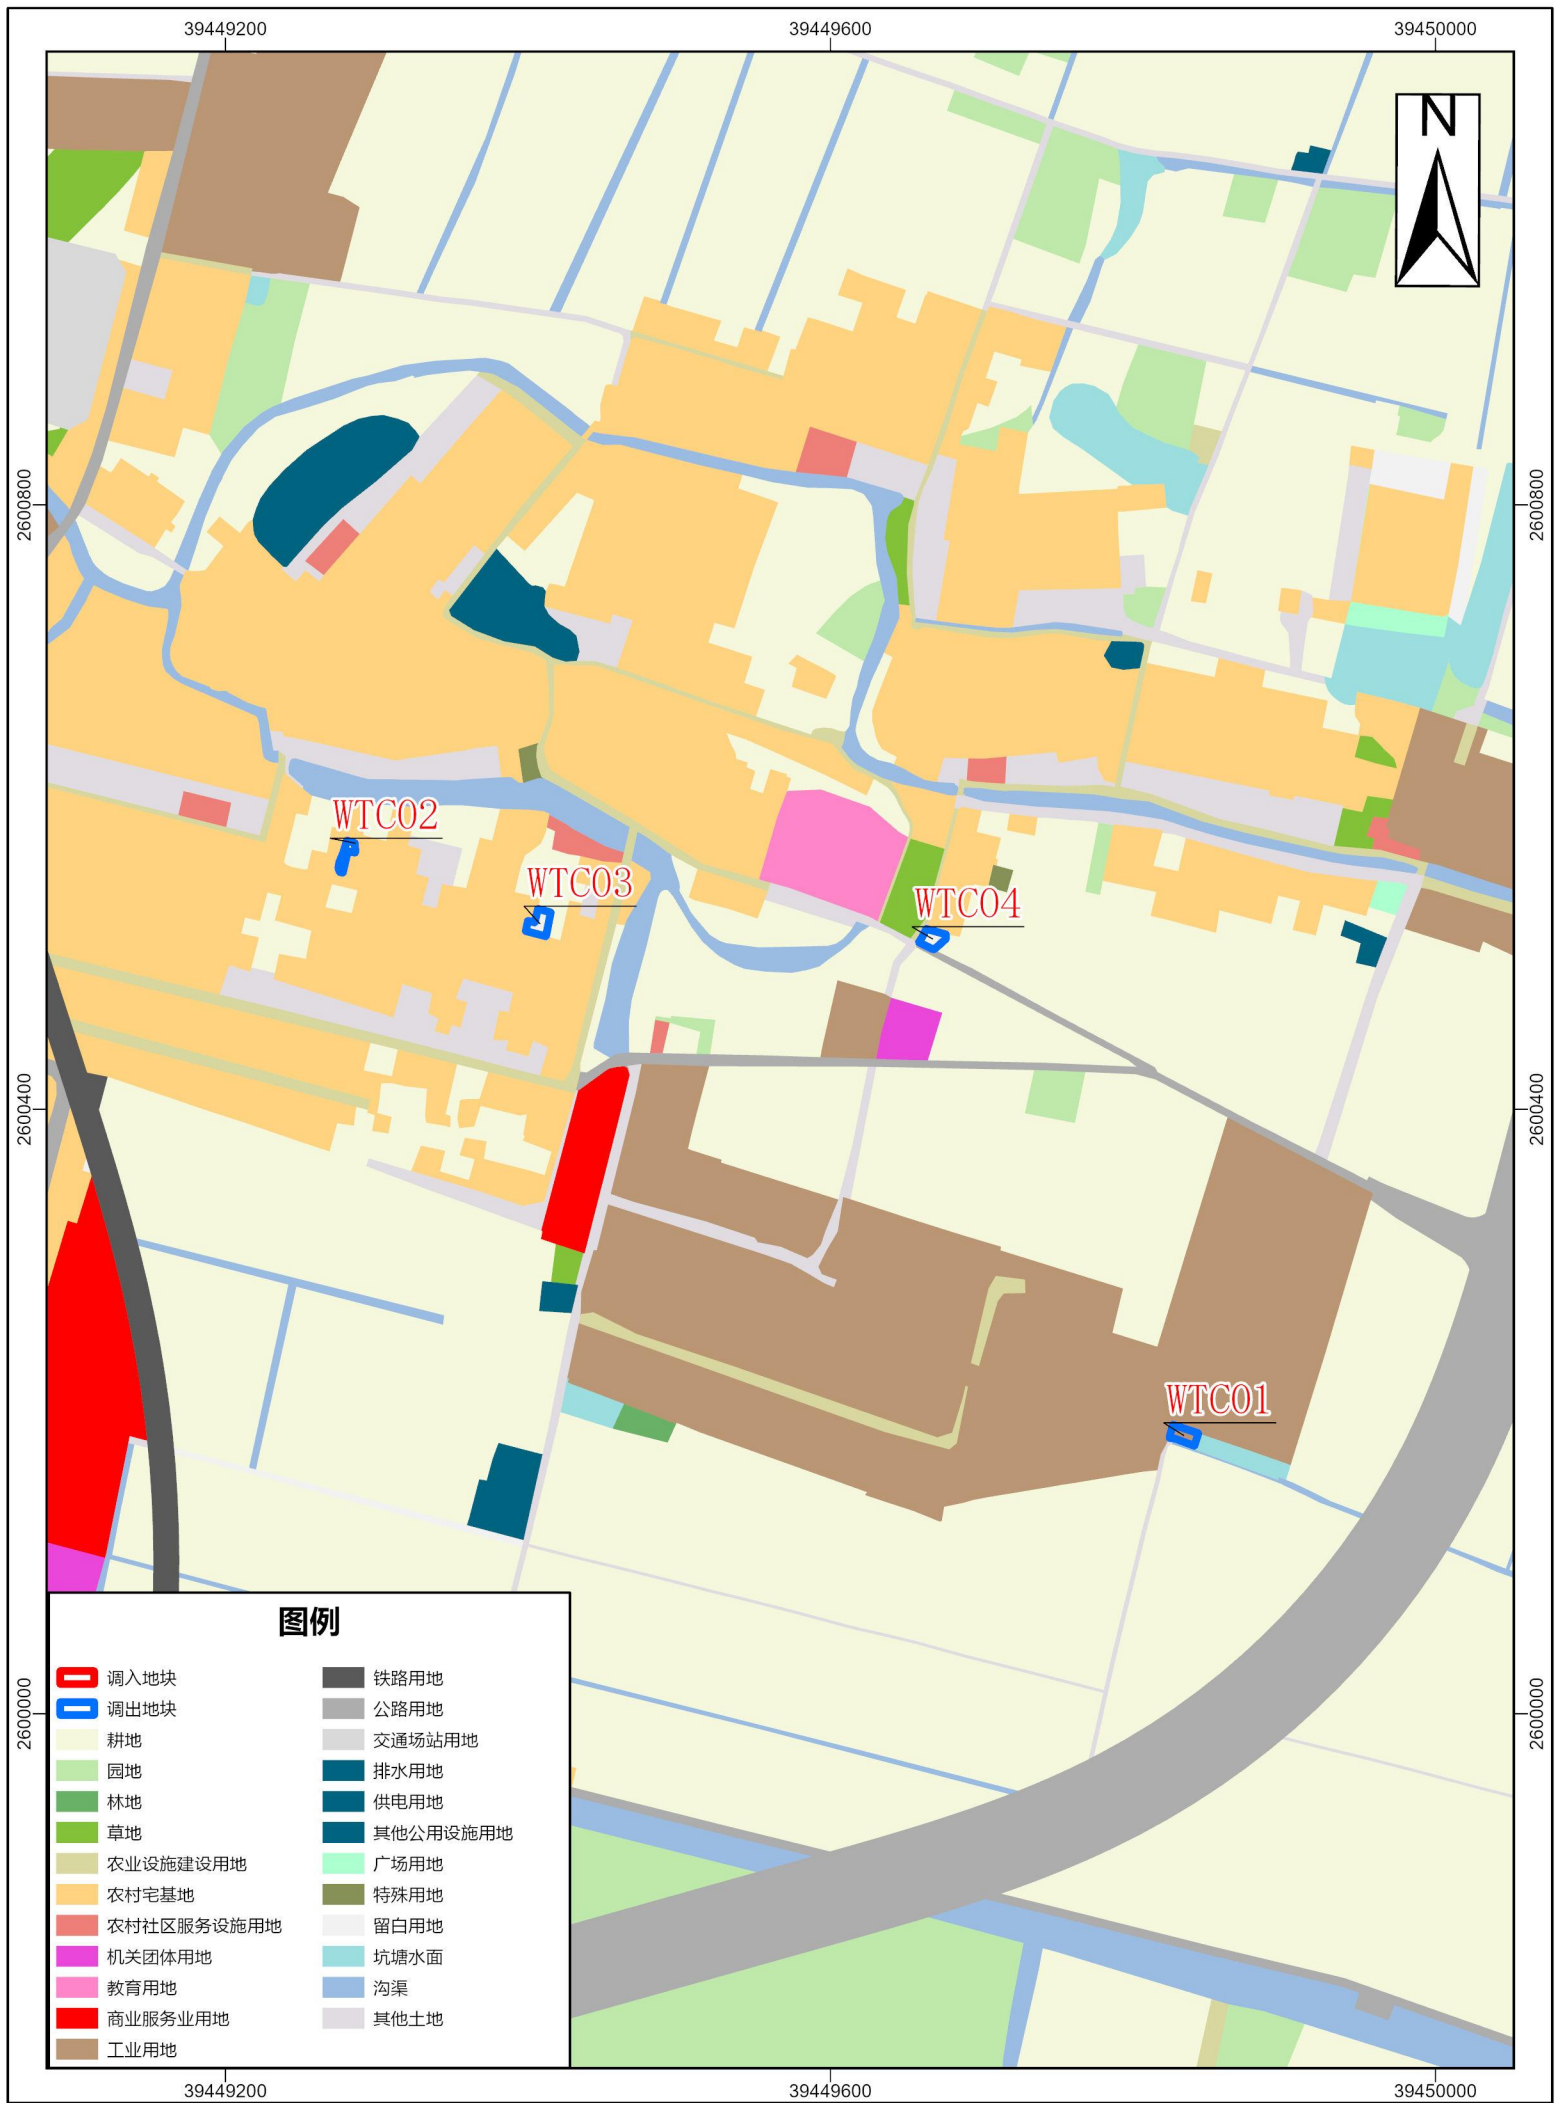 39449200 39449600 39450000
N
2600800 2600800
WTC02
WTC03
WTC04
2600400 2600400
WTC01
2600000 2600000
图例
调入地块 铁路用地
调出地块 公路用地
耕地 交通场站用地
园地 排水用地
林地 供电用地
草地 其他公用设施用地
农业设施建设用地 广场用地
农村宅基地 特殊用地
农村社区服务设施用地 留白用地
机关团体用地 坑塘水面
教育用地 沟渠
商业服务业用地 其他土地
工业用地
39449200 39449600 39450000